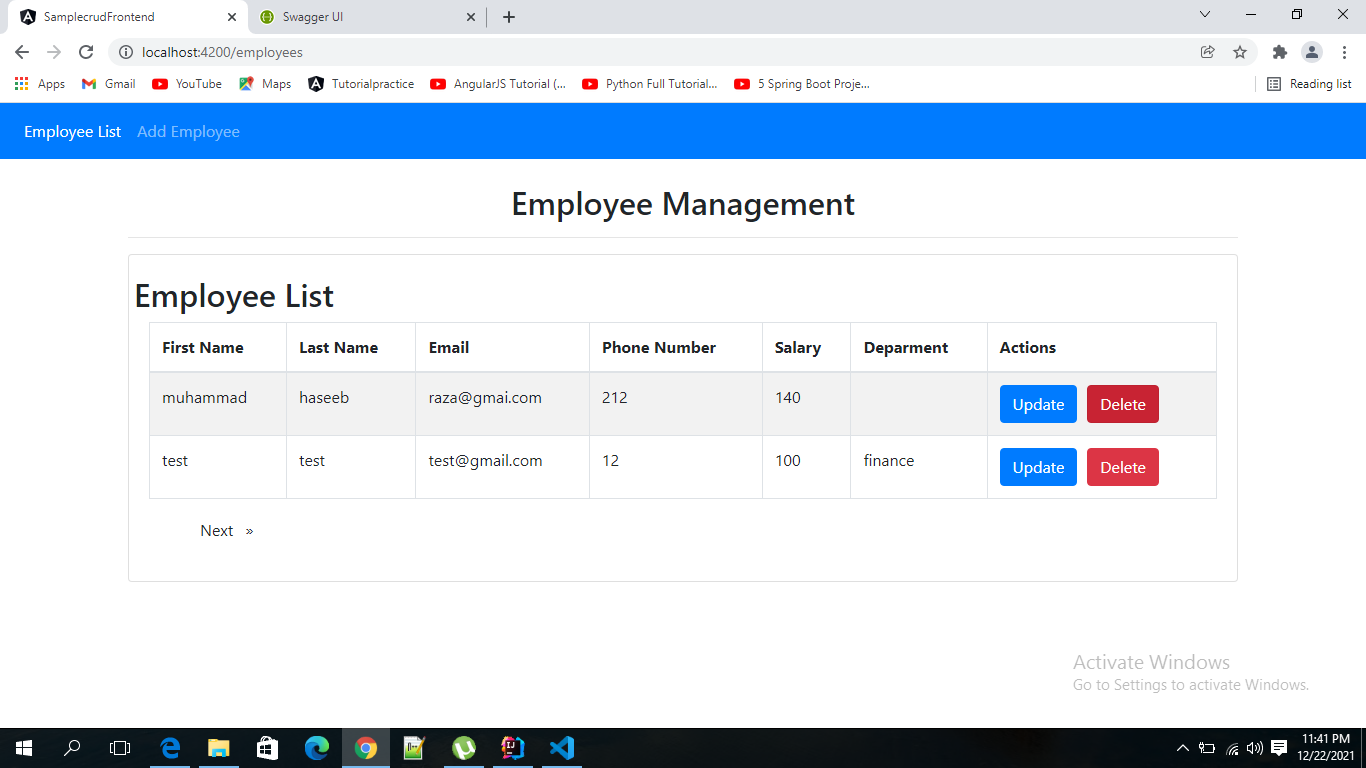 SamplecrudFrontend Swagger UI
localhost:4200/employees
Apps Gmail YouTube Maps Tutorialpractice AngularJS Tutorial (... Python Full Tutorial... 5 Spring Boot Proje... Reading list
Employee List Add Employee
Employee Management
Employee List
First Name Last Name Email Phone Number Salary Deparment Actions
muhammad haseeb raza@gmai.com 212 140 Update Delete
test test test@gmail.com 12 100 finance Update Delete
Next »
Activate Windows
Go to Settings to activate Windows.
11:41 PM
12/22/2021